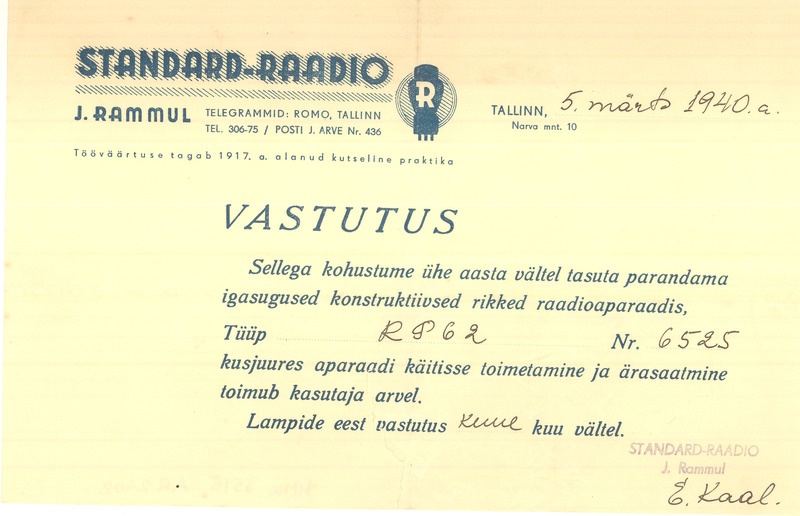 STANDARD-RAADIO
R
J. RAMMUL
TELEGRAMMID: ROMO, TALLINN
TEL. 306-75 / POSTI J. ARVE Nr. 436
TALLINN, 5. märts 1940. a.
Narva mnt. 10
Tööväärtuse tagab 1917. a. alanud kutseline praktika
VASTUTUS
Sellega kohustume ühe aasta vältel tasuta parandama
igasugused konstruktiivsed rikked raadioaparaadis,
Tüüp RP62 Nr. 6525
kusjuures aparaadi käitisse toimetamine ja ärasaatmine
toimub kasutaja arvel.
Lampide eest vastutus kuue kuu vältel.
STANDARD-RAADIO
J. Rammul
E. Kaal.